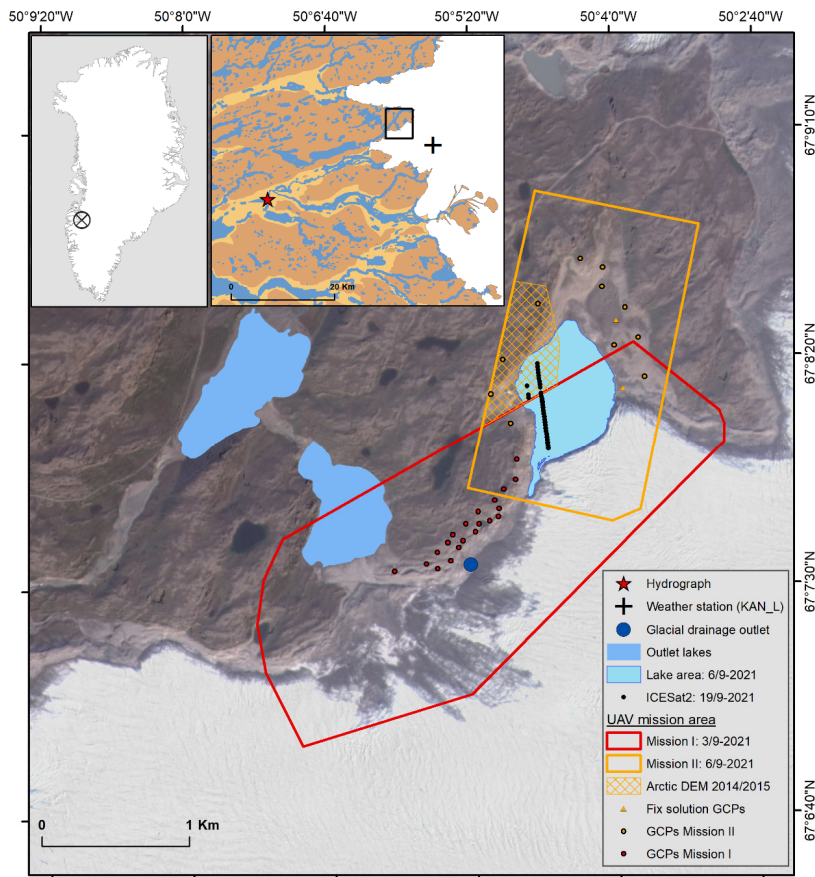 50°9'20"W 50°8'0"W 50°6'40"W 50°5'20"W 50°4'0"W 50°2'40"W
67°9'10"N
0 20 Km
67°8'20"N
67°7'30"N
Hydrograph
Weather station (KAN_L)
Glacial drainage outlet
Outlet lakes
Lake area: 6/9-2021
ICESat2: 19/9-2021
UAV mission area
Mission I: 3/9-2021
Mission II: 6/9-2021
Arctic DEM 2014/2015
Fix solution GCPs
GCPs Mission II
GCPs Mission I
67°6'40"N
0 1 Km